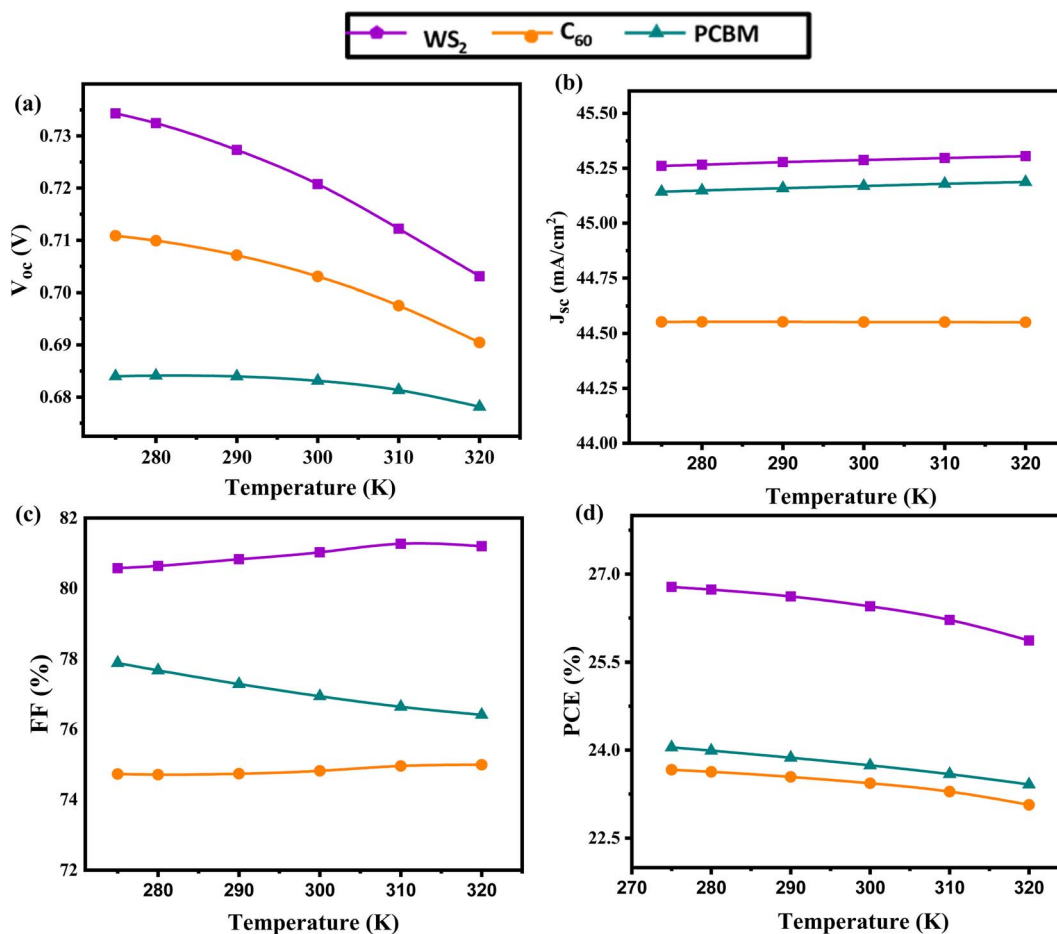 WS₂ C₆₀ PCBM
(a)
0.73
0.72
0.71
0.70
0.69
0.68
Vₒc (V)
280 290 300 310 320
Temperature (K)
(b)
45.50
45.25
45.00
44.75
44.50
44.25
44.00
Jsc (mA/cm²)
280 290 300 310 320
Temperature (K)
(c)
82
80
78
76
74
72
FF (%)
280 290 300 310 320
Temperature (K)
(d)
27.0
25.5
24.0
22.5
PCE (%)
270 280 290 300 310 320
Temperature (K)